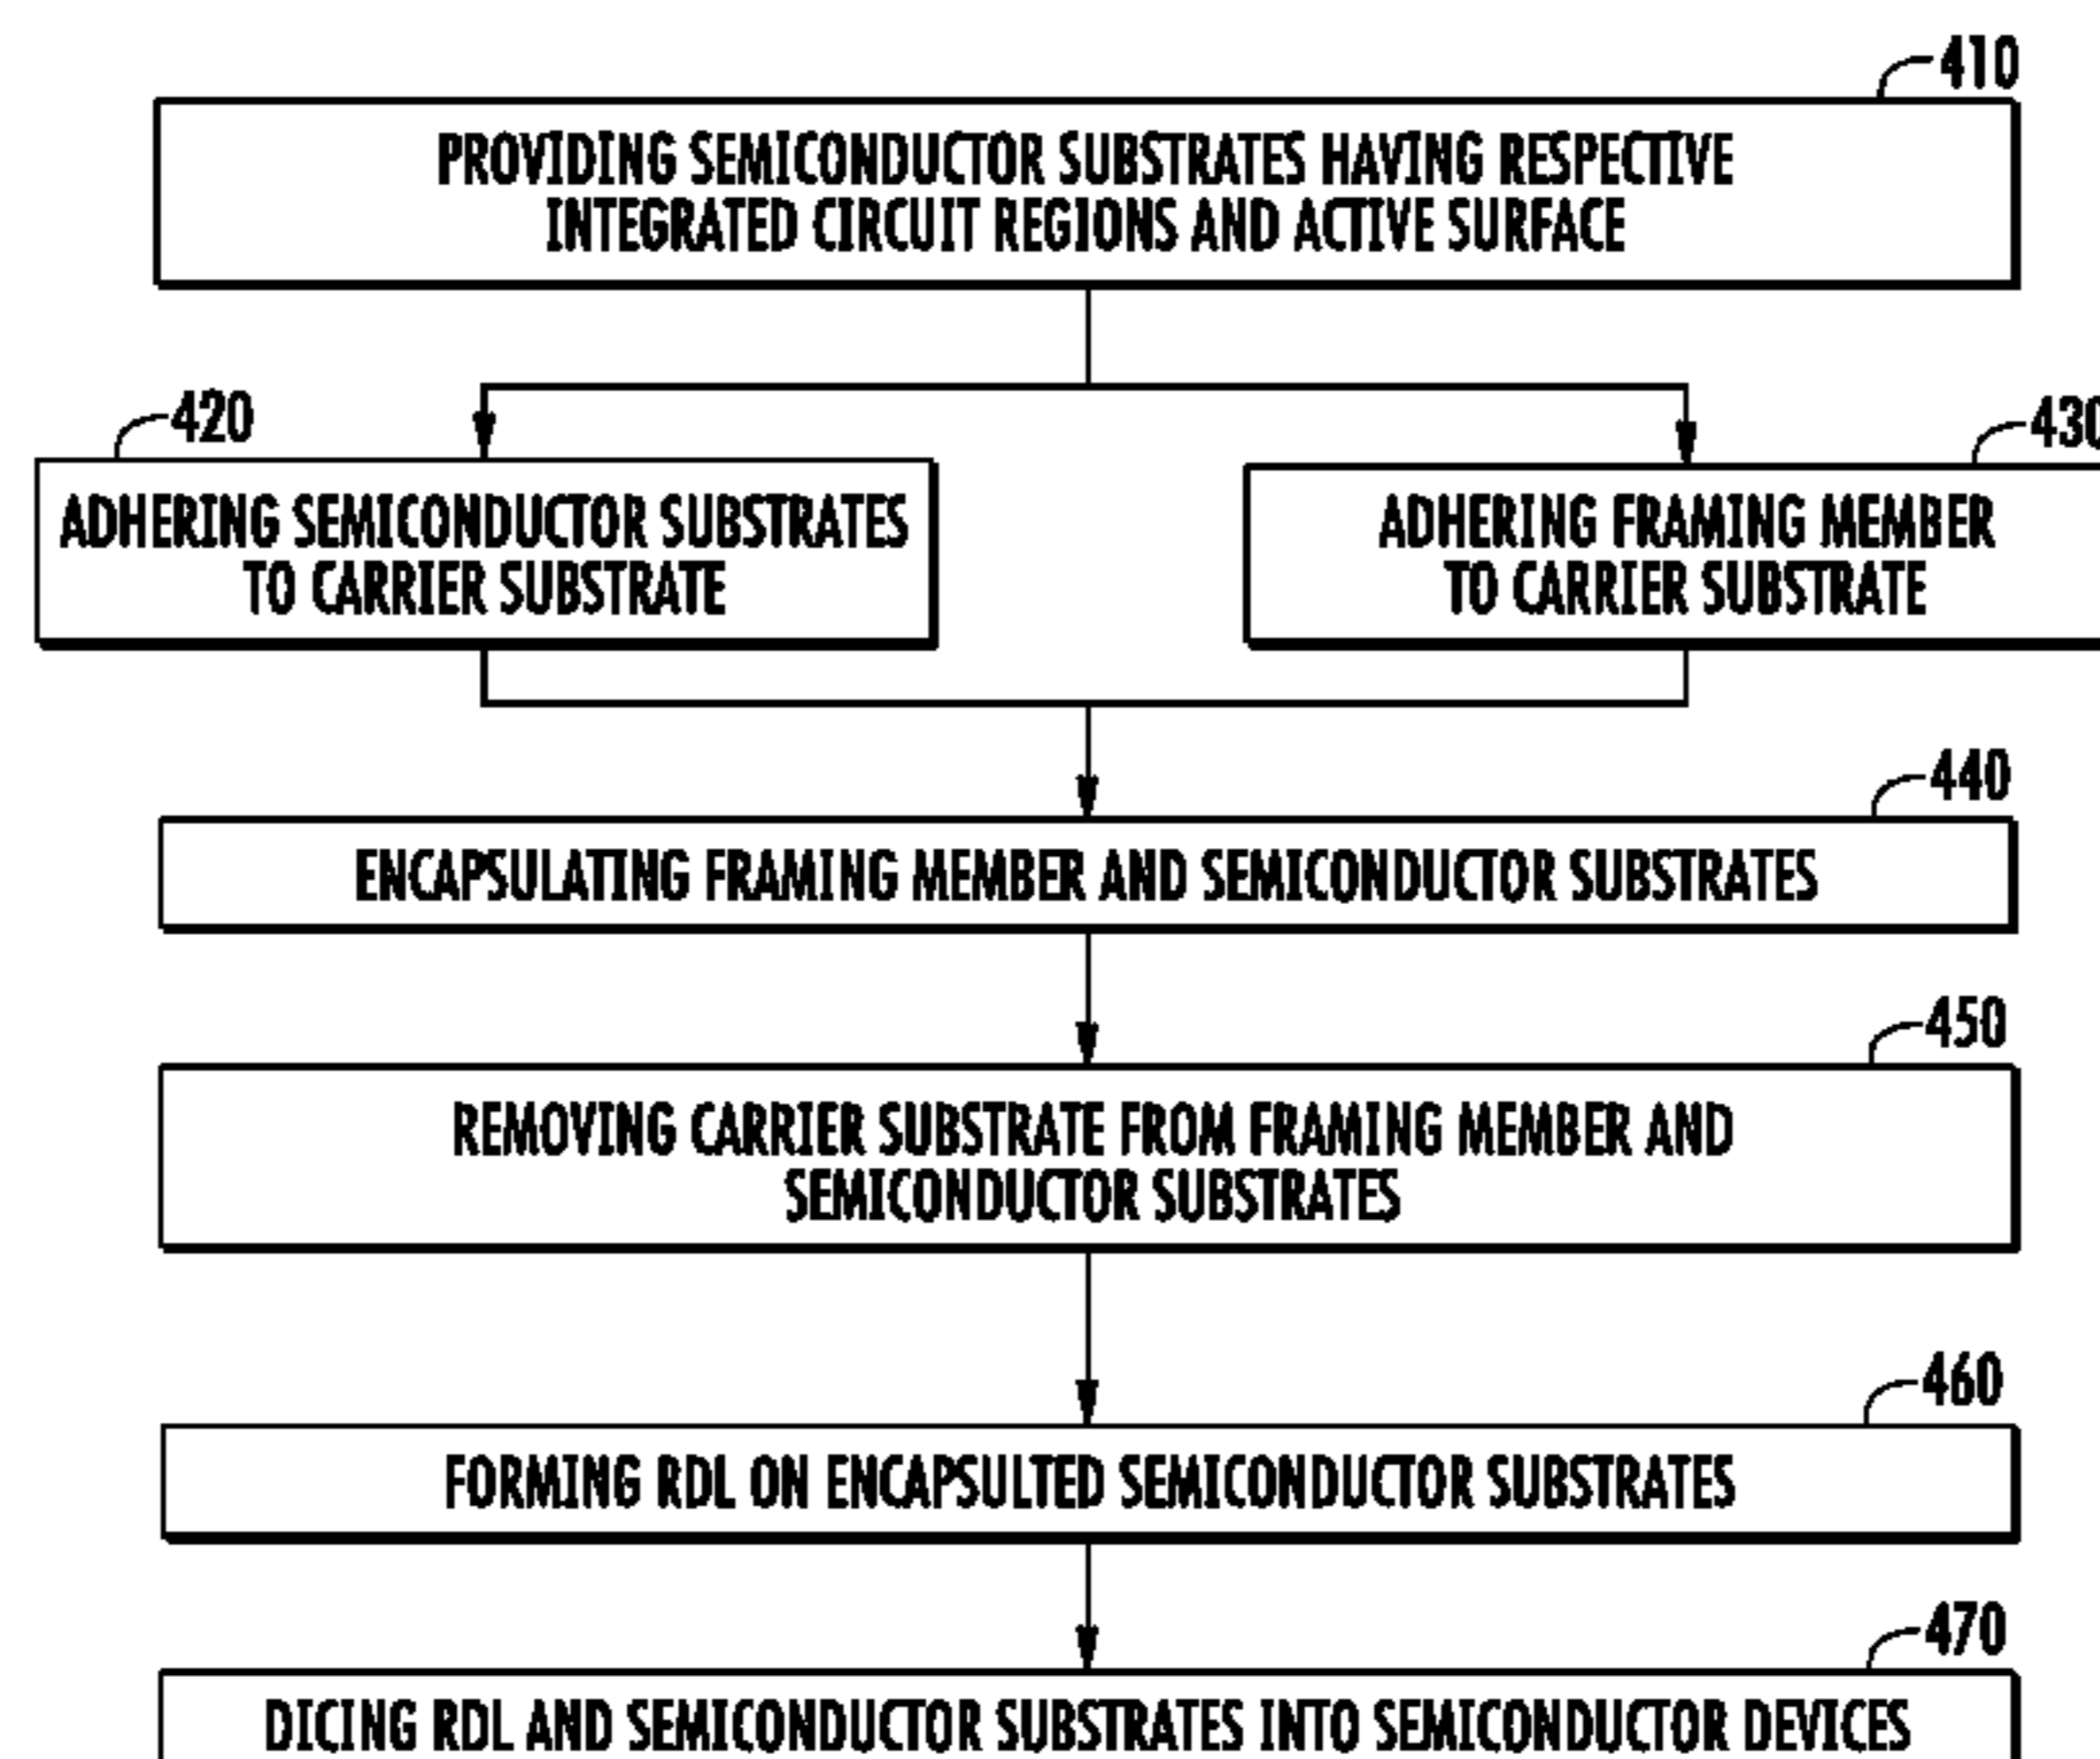 410
PROVIDING SEMICONDUCTOR SUBSTRATES HAVING RESPECTIVE
INTEGRATED CIRCUIT REGIONS AND ACTIVE SURFACE
420
430
ADHERING SEMICONDUCTOR SUBSTRATES
TO CARRIER SUBSTRATE
ADHERING FRAMING MEMBER
TO CARRIER SUBSTRATE
440
ENCAPSULATING FRAMING MEMBER AND SEMICONDUCTOR SUBSTRATES
450
REMOVING CARRIER SUBSTRATE FROM FRAMING MEMBER AND
SEMICONDUCTOR SUBSTRATES
460
FORMING RDL ON ENCAPSULTED SEMICONDUCTOR SUBSTRATES
470
DICING RDL AND SEMICONDUCTOR SUBSTRATES INTO SEMICONDUCTOR DEVICES